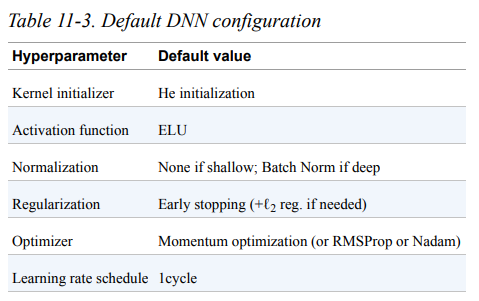 Table 11-3. Default DNN configuration
Hyperparameter Default value
Kernel initializer He initialization
Activation function ELU
Normalization None if shallow; Batch Norm if deep
Regularization Early stopping (+ℓ₂ reg. if needed)
Optimizer Momentum optimization (or RMSProp or Nadam)
Learning rate schedule 1cycle